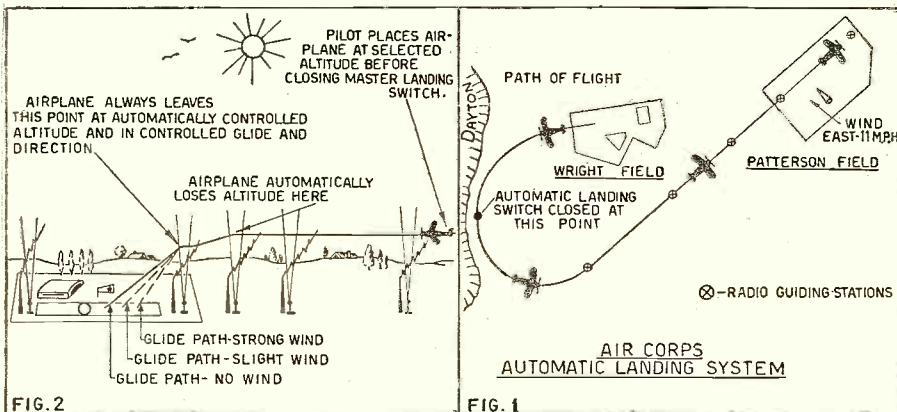 PILOT PLACES AIR-
PLANE AT SELECTED
ALTITUDE BEFORE
CLOSING MASTER LANDING
SWITCH.
AIRPLANE ALWAYS LEAVES
THIS POINT AT AUTOMATICALLY CONTROLLED
ALTITUDE AND IN CONTROLLED GLIDE AND
DIRECTION
AIRPLANE AUTOMATICALLY
LOSES ALTITUDE HERE
GLIDE PATH-STRONG WIND
GLIDE PATH-SLIGHT WIND
GLIDE PATH- NO WIND
FIG.2
PATH OF FLIGHT
DAYTON
WRIGHT FIELD
WIND
EAST-11 M.P.H
PATTERSON FIELD
AUTOMATIC LANDING
SWITCH CLOSED AT
THIS POINT
-RADIO GUIDING-STATIONS
AIR CORPS
AUTOMATIC LANDING SYSTEM
FIG.1